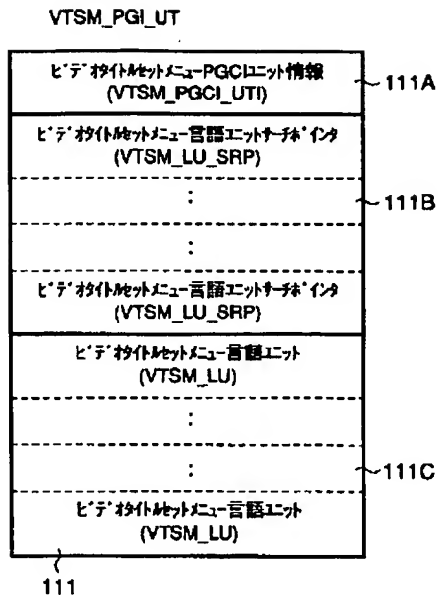 VTSM_PGI_UT
ビデオタイトルセットメニューPGCIユニット情報
(VTSM_PGCI_UTI)
111A
ビデオタイトルセットメニュー言語ユニットサーチポインタ
(VTSM_LU_SRP)
:
111B
:
ビデオタイトルセットメニュー言語ユニットサーチポインタ
(VTSM_LU_SRP)
ビデオタイトルセットメニュー言語ユニット
(VTSM_LU)
:
:
111C
ビデオタイトルセットメニュー言語ユニット
(VTSM_LU)
111